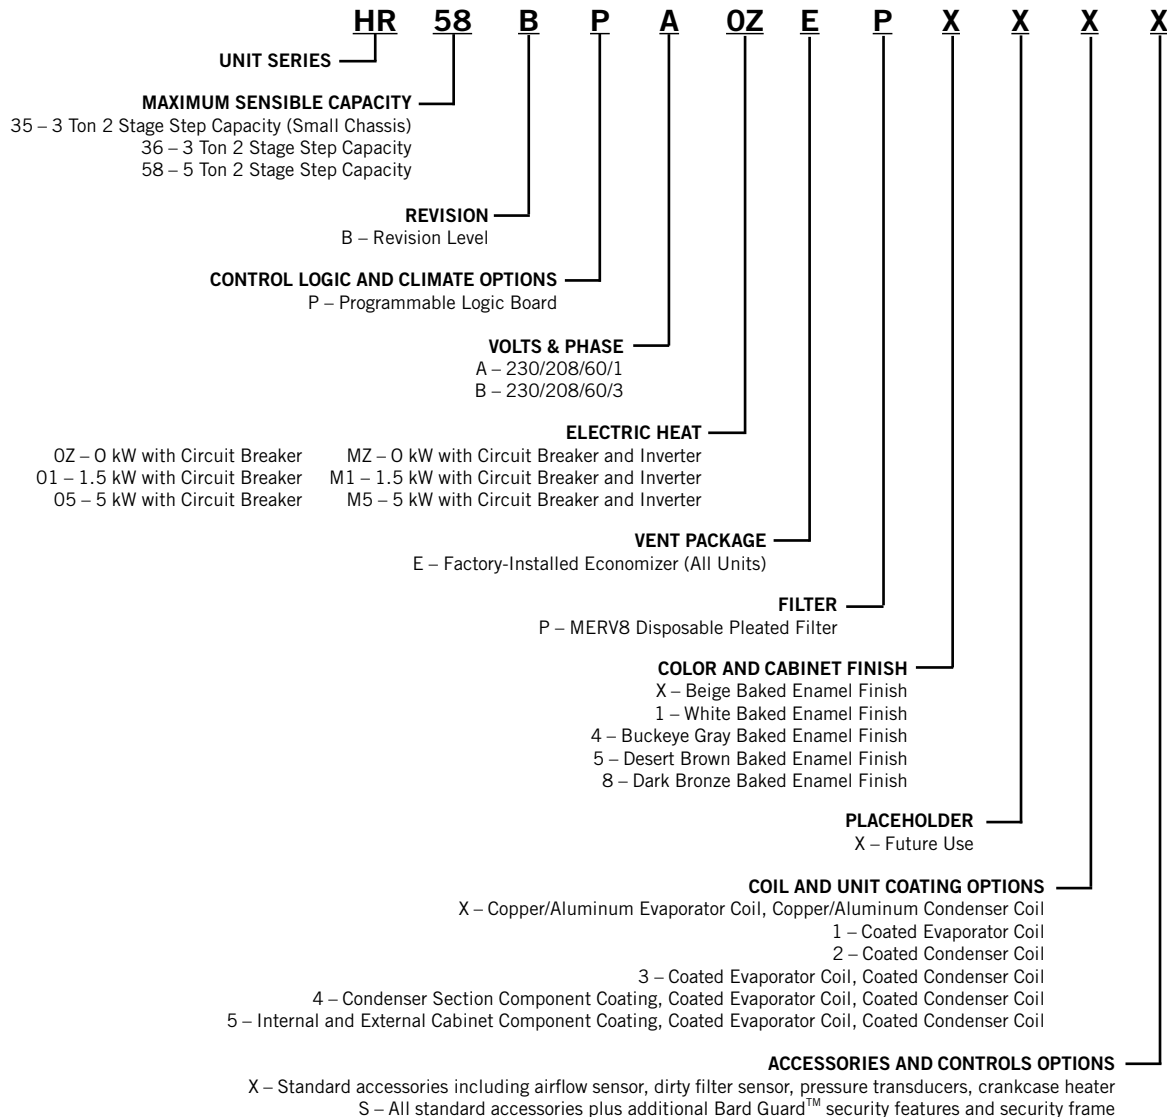 HR 58 B P A 0Z E P X X X X
UNIT SERIES
MAXIMUM SENSIBLE CAPACITY
35 – 3 Ton 2 Stage Step Capacity (Small Chassis)
36 – 3 Ton 2 Stage Step Capacity
58 – 5 Ton 2 Stage Step Capacity
REVISION
B – Revision Level
CONTROL LOGIC AND CLIMATE OPTIONS
P – Programmable Logic Board
VOLTS & PHASE
A – 230/208/60/1
B – 230/208/60/3
ELECTRIC HEAT
0Z – 0 kW with Circuit Breaker MZ – 0 kW with Circuit Breaker and Inverter
01 – 1.5 kW with Circuit Breaker M1 – 1.5 kW with Circuit Breaker and Inverter
05 – 5 kW with Circuit Breaker M5 – 5 kW with Circuit Breaker and Inverter
VENT PACKAGE
E – Factory-Installed Economizer (All Units)
FILTER
P – MERV8 Disposable Pleated Filter
COLOR AND CABINET FINISH
X – Beige Baked Enamel Finish
1 – White Baked Enamel Finish
4 – Buckeye Gray Baked Enamel Finish
5 – Desert Brown Baked Enamel Finish
8 – Dark Bronze Baked Enamel Finish
PLACEHOLDER
X – Future Use
COIL AND UNIT COATING OPTIONS
X – Copper/Aluminum Evaporator Coil, Copper/Aluminum Condenser Coil
1 – Coated Evaporator Coil
2 – Coated Condenser Coil
3 – Coated Evaporator Coil, Coated Condenser Coil
4 – Condenser Section Component Coating, Coated Evaporator Coil, Coated Condenser Coil
5 – Internal and External Cabinet Component Coating, Coated Evaporator Coil, Coated Condenser Coil
ACCESSORIES AND CONTROLS OPTIONS
X – Standard accessories including airflow sensor, dirty filter sensor, pressure transducers, crankcase heater
S – All standard accessories plus additional Bard Guard™ security features and security frame